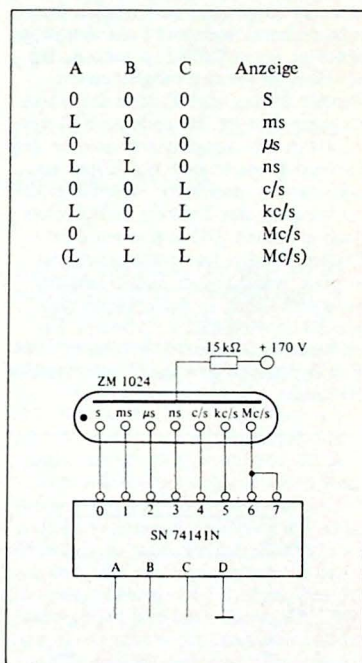 A B C Anzeige
0 0 0 S
L 0 0 ms
0 L 0 μs
L L 0 ns
0 0 L c/s
L 0 L kc/s
0 L L Mc/s
(L L L Mc/s)
15 kΩ + 170 V
ZM 1024
s ms μs ns c/s kc/s Mc/s
0 1 2 3 4 5 6 7
SN 74141N
A B C D